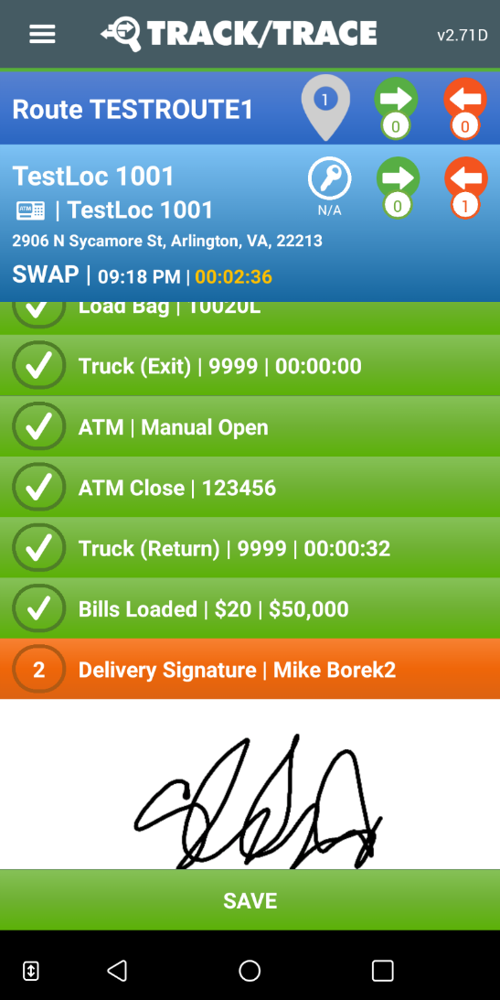 TRACK/TRACE
v2.71D
Route TESTROUTE1
1
0
0
TestLoc 1001
ATM | TestLoc 1001
N/A
0
1
2906 N Sycamore St, Arlington, VA, 22213
SWAP | 09:18 PM | 00:02:36
Load Bag | 10020L
Truck (Exit) | 9999 | 00:00:00
ATM | Manual Open
ATM Close | 123456
Truck (Return) | 9999 | 00:00:32
Bills Loaded | $20 | $50,000
2 Delivery Signature | Mike Borek2
SAVE